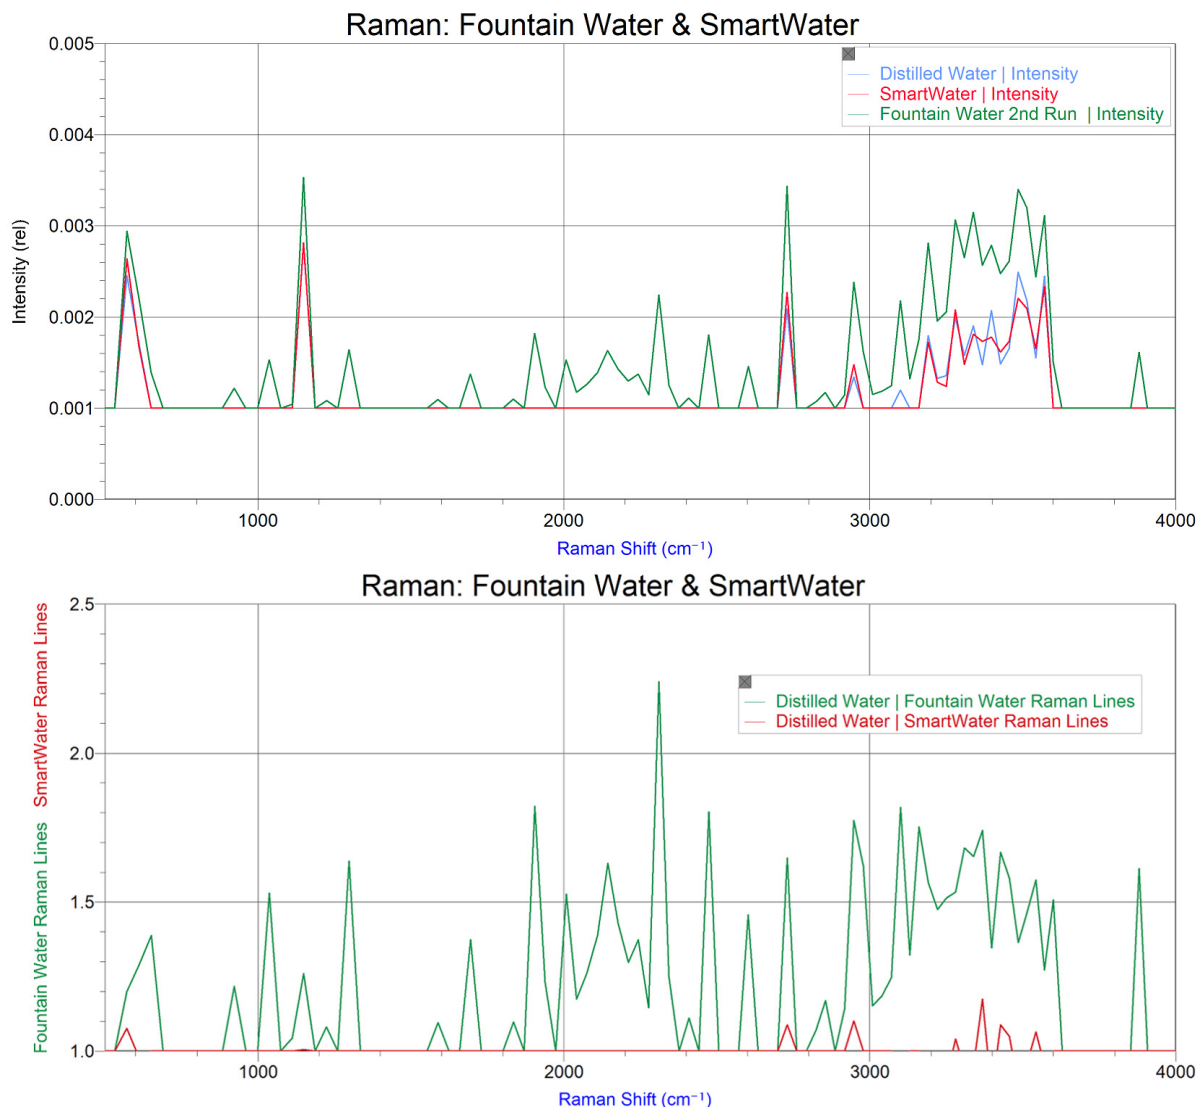 Raman: Fountain Water & SmartWater
0.005
Distilled Water | Intensity
SmartWater | Intensity
Fountain Water 2nd Run | Intensity
0.004
0.003
Intensity (rel)
0.002
0.001
0.000
1000 2000 3000 4000
Raman Shift (cm⁻¹)
Raman: Fountain Water & SmartWater
2.5
Fountain Water Raman Lines SmartWater Raman Lines
Distilled Water | Fountain Water Raman Lines
Distilled Water | SmartWater Raman Lines
2.0
1.5
1.0
1000 2000 3000 4000
Raman Shift (cm⁻¹)